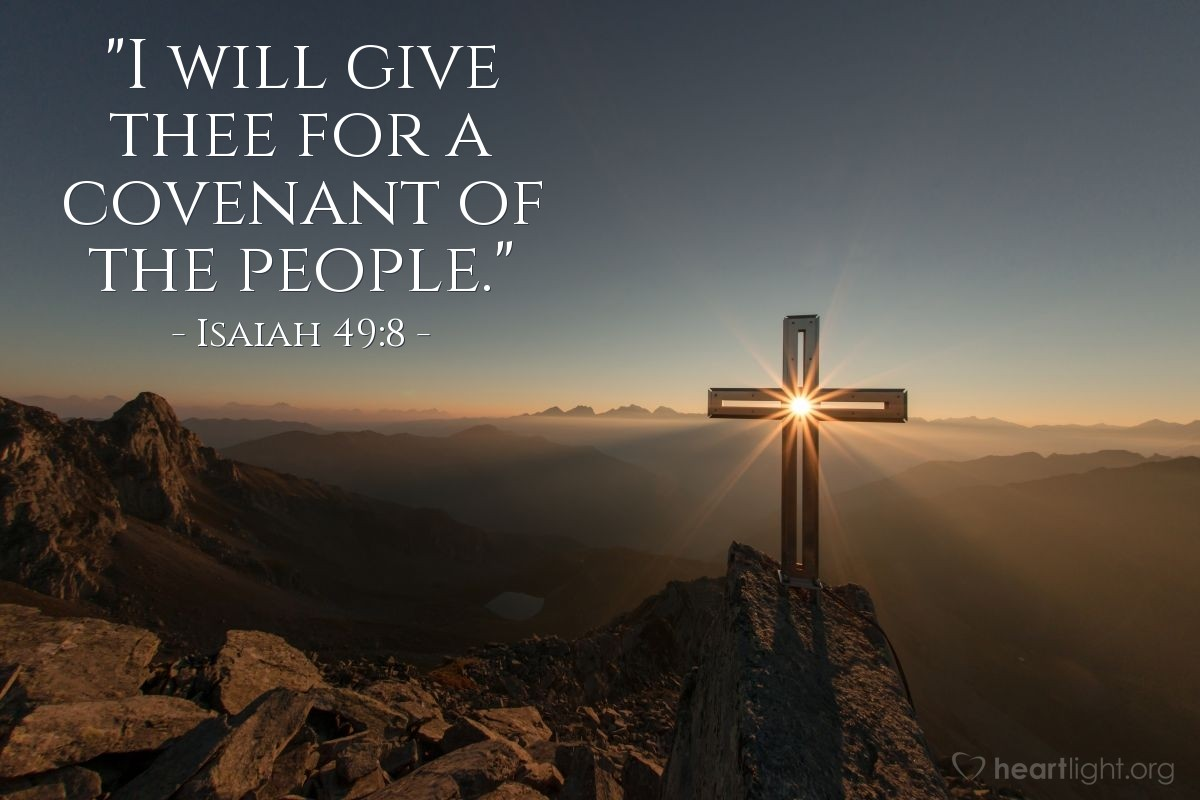 "I will give
thee for a
covenant of
the people."
- Isaiah 49:8 -
heartlight.org